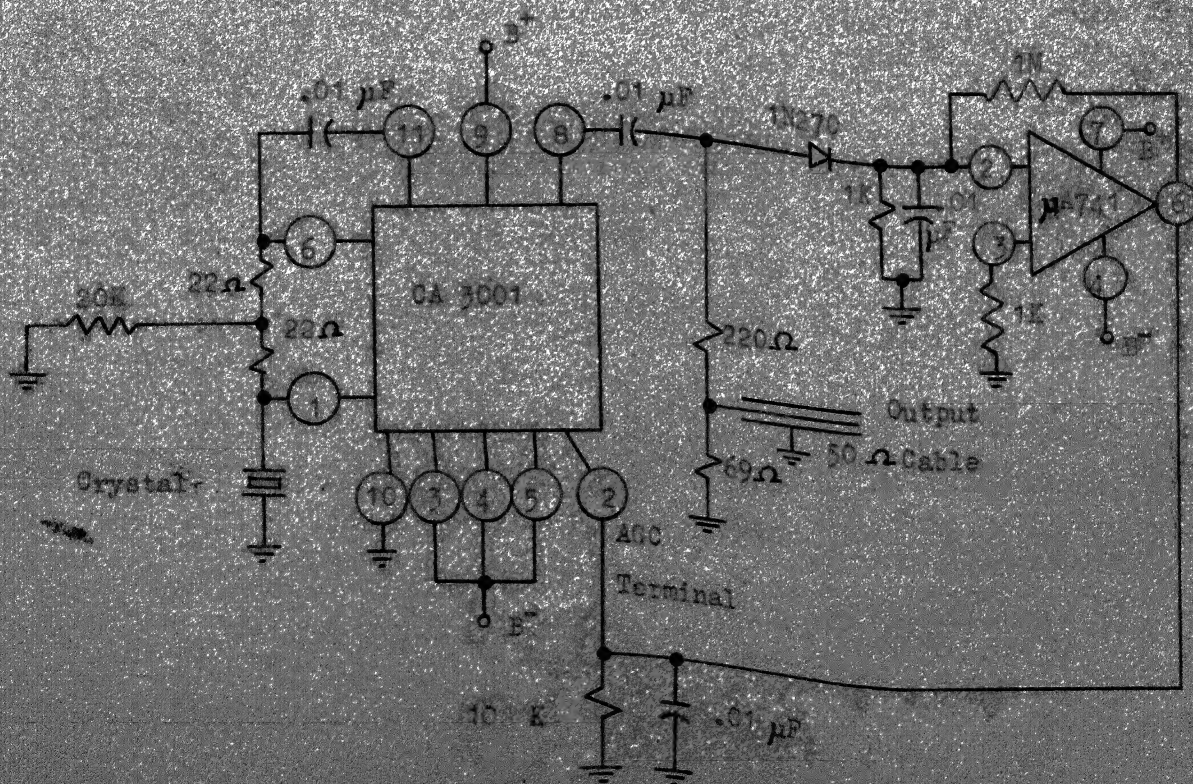 B+
.01 µF
11
9
8
.01 µF
1N270
1M
7
B+
2
µA741
6
1K
.01
µF
3
4
1K
B-
6
22Ω
20K
22Ω
CA 3001
1
220Ω
Output
50 Ω Cable
69Ω
Crystal
10
3
4
5
2
AGC
Terminal
B-
10 K
.01 µF